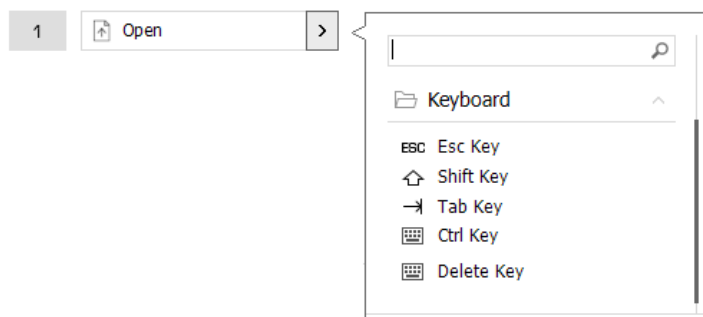 1 Open >
Keyboard
ESC Esc Key
Shift Key
Tab Key
Ctrl Key
Delete Key